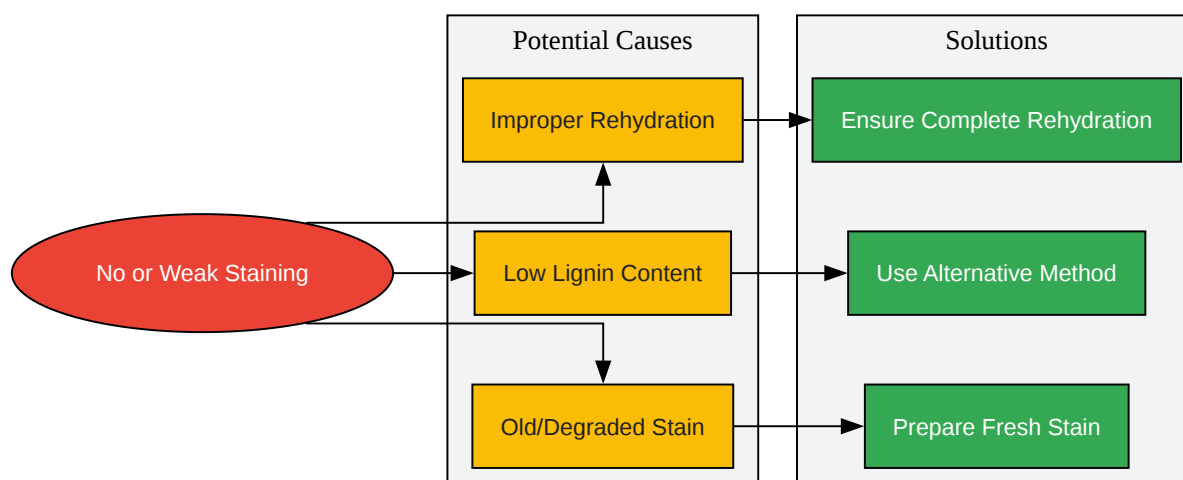 Potential Causes
Solutions
Improper Rehydration
Ensure Complete Rehydration
No or Weak Staining
Low Lignin Content
Use Alternative Method
Old/Degraded Stain
Prepare Fresh Stain